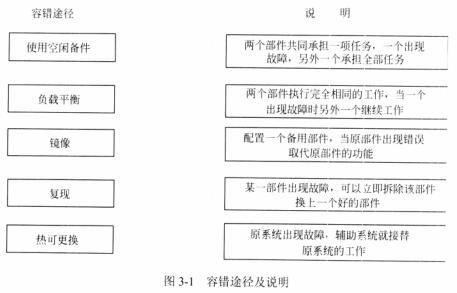 容错途径 说 明
使用空闲备件
两个部件共同承担一项任务，一个出现
故障，另外一个承担全部任务
负载平衡
两个部件执行完全相同的工作，当一个
出现故障时另外一个继续工作
镜像
配置一个备用部件，当原部件出现错误
取代原部件的功能
复现
某一部件出现故障，可以立即拆除该部件
换上一个好的部件
热可更换
原系统出现故障，辅助系统就接替
原系统的工作
图 3-1 容错途径及说明